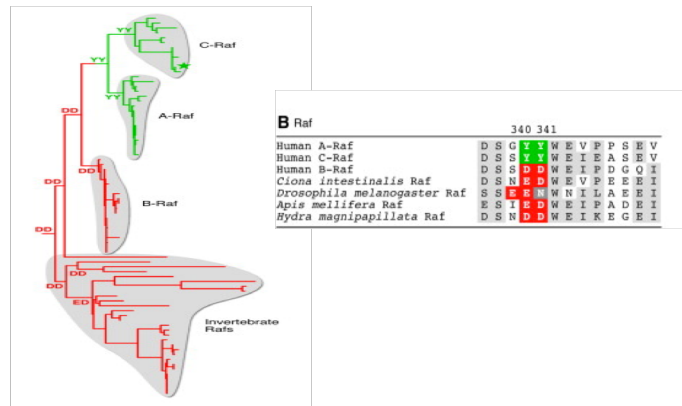 YY
C-Raf
YY
A-Raf
DD
DD
B-Raf
DD
DD
DD
ED
Invertebrate
Rafs
B Raf
340 341
Human A-Raf D S G Y Y W E V P P S E V
Human C-Raf D S S Y Y W E I E A S E V
Human B-Raf D S S D D W E I P D G Q I
Ciona intestinalis Raf D S N E D W E V P E E E I
Drosophila melanogaster Raf S S E E N W N I L A E E I
Apis mellifera Raf E S I E D W E I P A D E I
Hydra magnipapillata Raf D S N D D W E I K E G E I